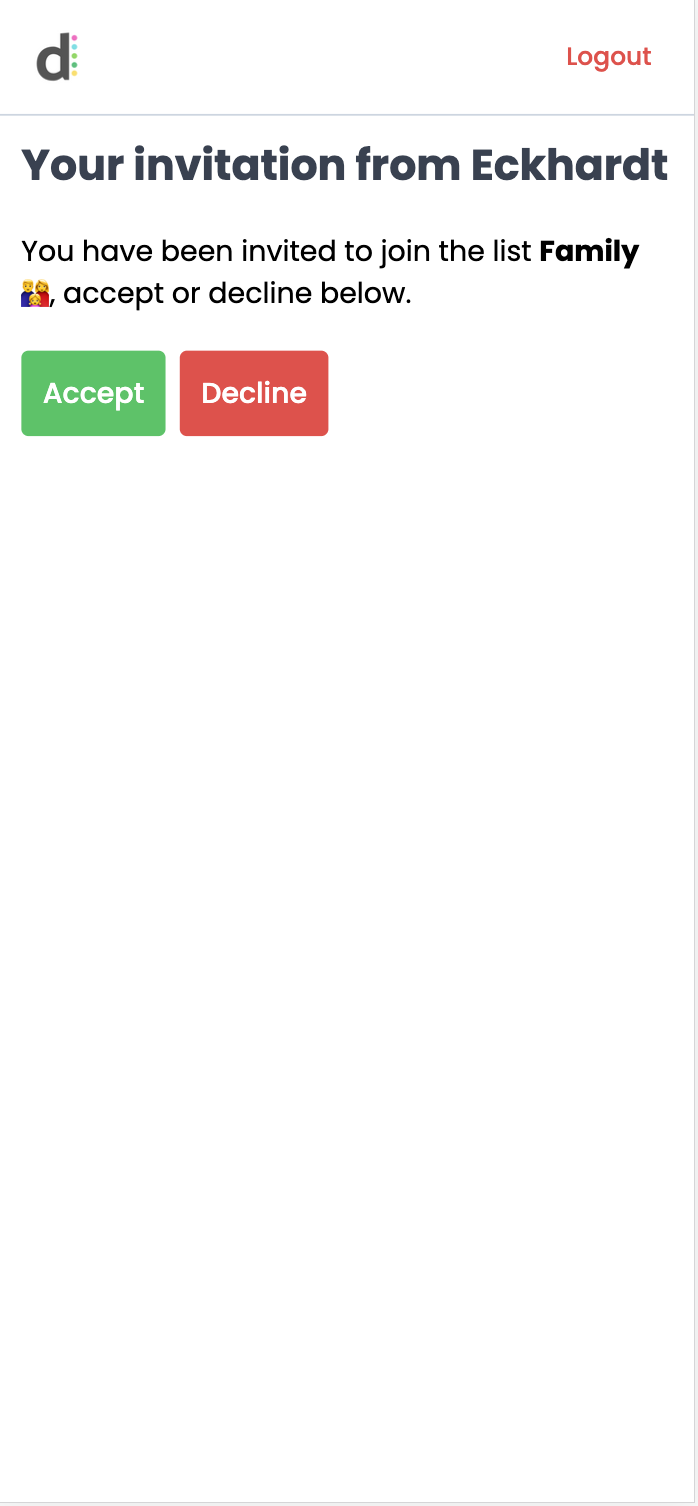 d
Logout
Your invitation from Eckhardt
You have been invited to join the list Family
👨‍👩‍👧, accept or decline below.
Accept
Decline